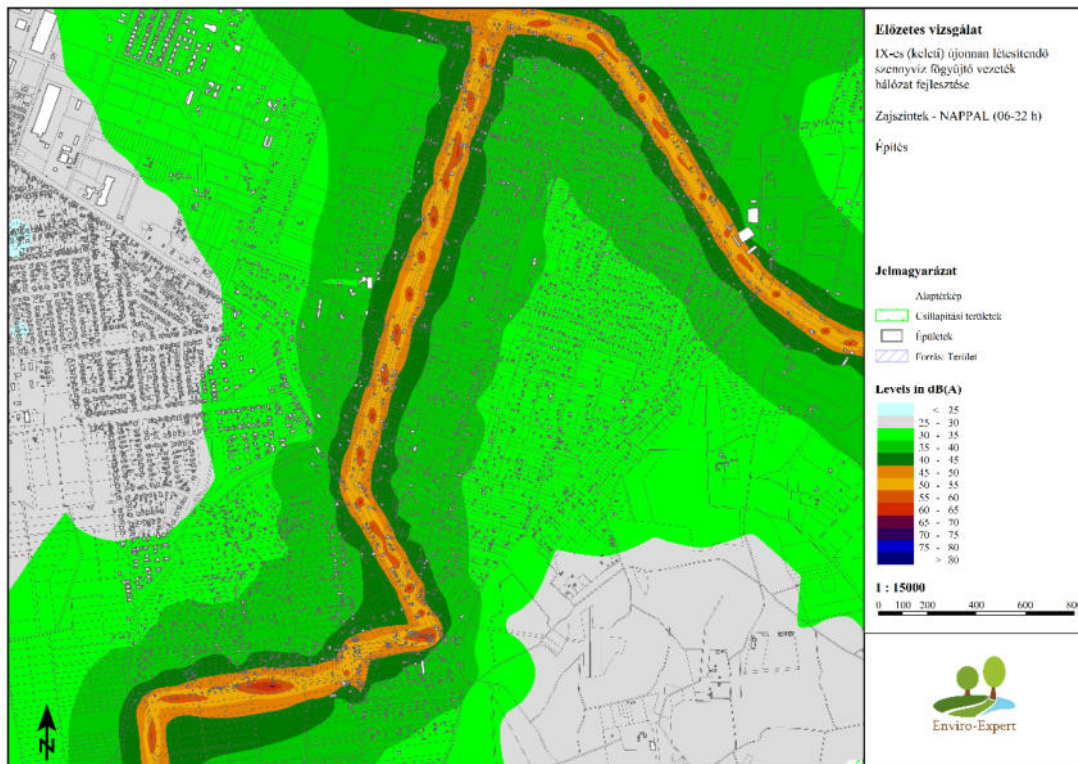 Előzetes vizsgálat
IX-es (keleti) újonnan létesítendő
szennyvíz főgyűjtő vezeték
hálózat fejlesztése
Zajszintek - NAPPAL (06-22 h)
Építés
Jelmagyarázat
Alaptérkép
Csillapítási területek
Épületek
Forrás: Terület
Levels in dB(A)
< 25
25 - 30
30 - 35
35 - 40
40 - 45
45 - 50
50 - 55
55 - 60
60 - 65
65 - 70
70 - 75
75 - 80
> 80
1 : 15000
0 100 200 400 600 800
Enviro-Expert
N